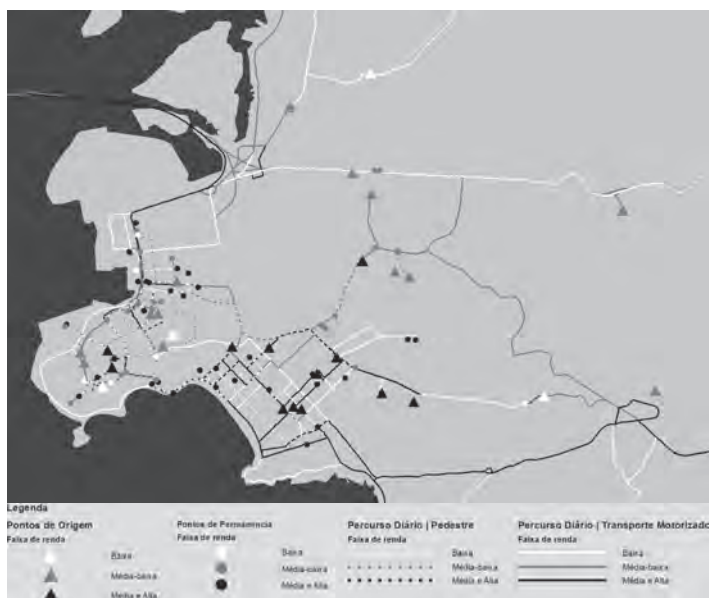 Legenda
Pontos de Origem
Faixa de renda
Baixa
Média-baixa
Média e Alta
Pontos de Permanência
Faixa de renda
Baixa
Média-baixa
Média e Alta
Percurso Diário | Pedestre
Faixa de renda
Baixa
Média-baixa
Média e Alta
Percurso Diário | Transporte Motorizado
Faixa de renda
Baixa
Média-baixa
Média e Alta